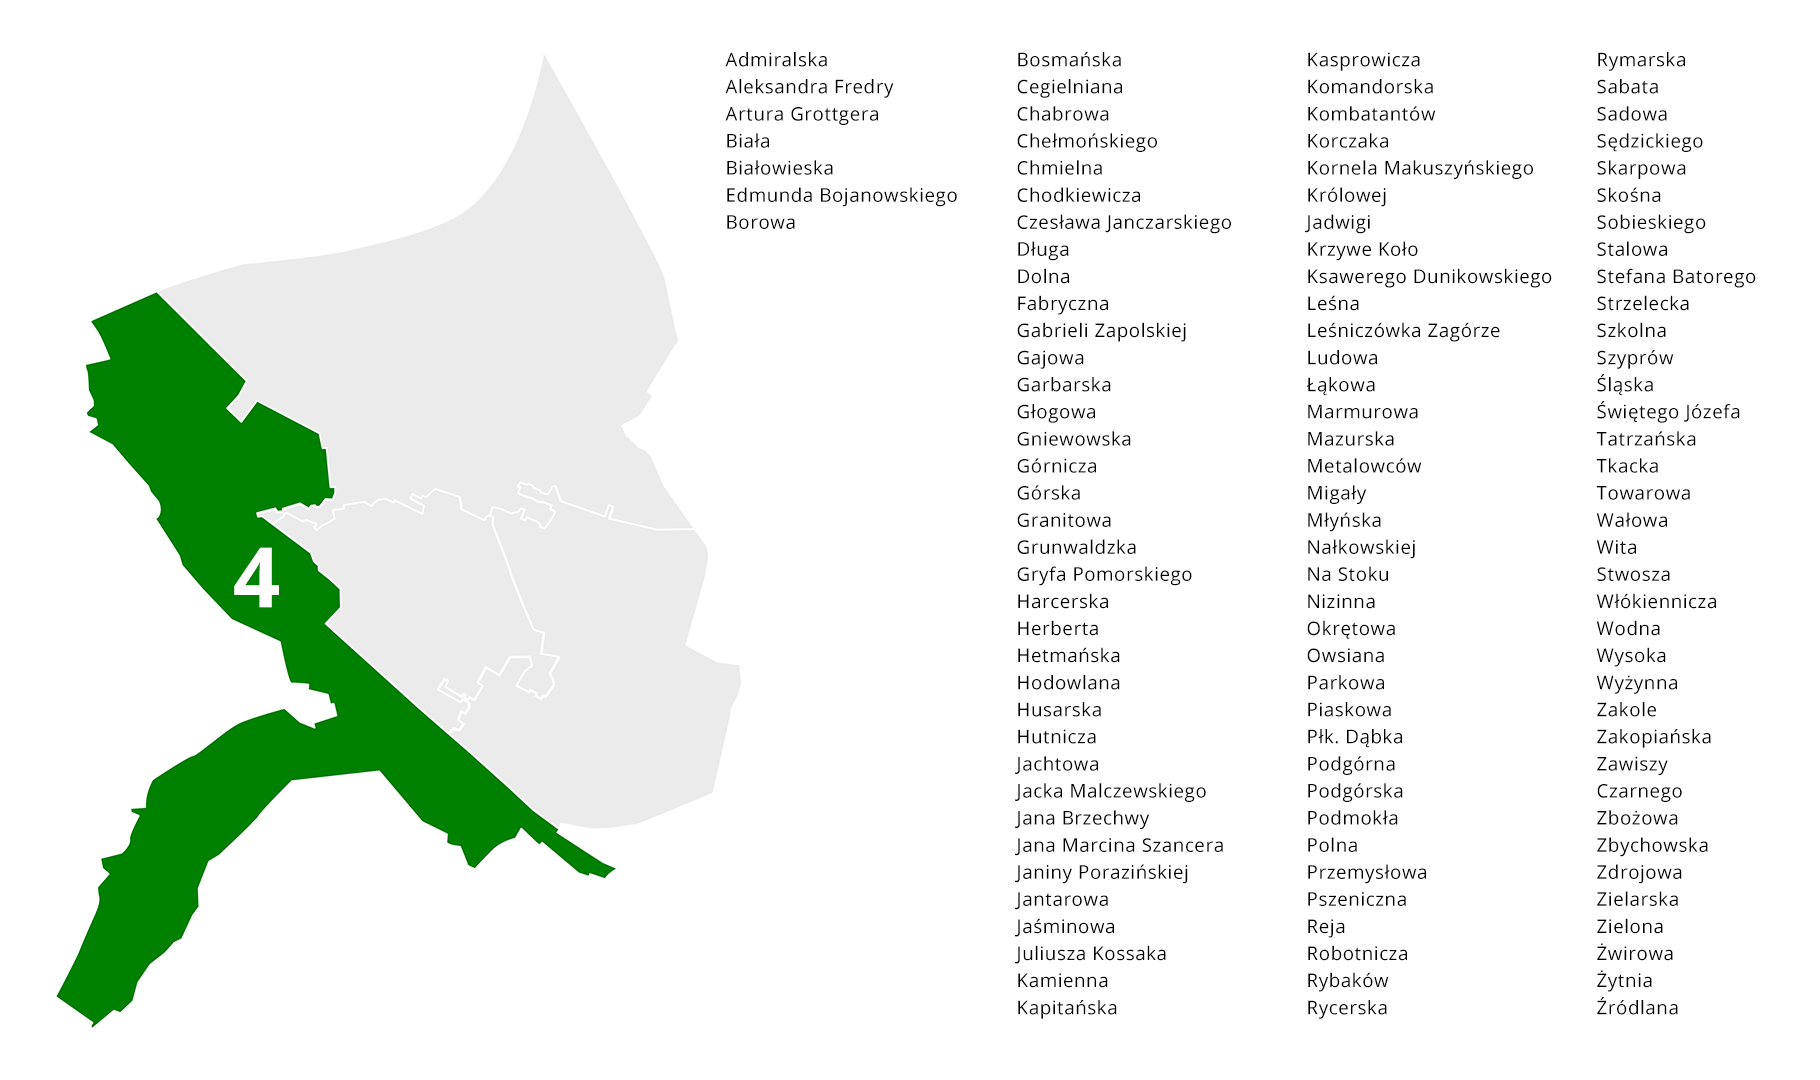 4
Admiralska
Aleksandra Fredry
Artura Grottgera
Biała
Białowieska
Edmunda Bojanowskiego
Borowa
Bosmańska
Cegielniana
Chabrowa
Chełmońskiego
Chmielna
Chodkiewicza
Czesława Janczarskiego
Długa
Dolna
Fabryczna
Gabrieli Zapolskiej
Gajowa
Garbarska
Głogowa
Gniewowska
Górnicza
Górska
Granitowa
Grunwaldzka
Gryfa Pomorskiego
Harcerska
Herberta
Hetmańska
Hodowlana
Husarska
Hutnicza
Jachtowa
Jacka Malczewskiego
Jana Brzechwy
Jana Marcina Szancera
Janiny Porazińskiej
Jantarowa
Jaśminowa
Juliusza Kossaka
Kamienna
Kapitańska
Kasprowicza
Komandorska
Kombatantów
Korczaka
Kornela Makuszyńskiego
Królowej
Jadwigi
Krzywe Koło
Ksawerego Dunikowskiego
Leśna
Leśniczówka Zagórze
Ludowa
Łąkowa
Marmurowa
Mazurska
Metalowców
Migały
Młyńska
Nałkowskiej
Na Stoku
Nizinna
Okrętowa
Owsiana
Parkowa
Piaskowa
Płk. Dąbka
Podgórna
Podgórska
Podmokła
Polna
Przemysłowa
Pszeniczna
Reja
Robotnicza
Rybaków
Rycerska
Rymarska
Sabata
Sadowa
Sędzickiego
Skarpowa
Skośna
Sobieskiego
Stalowa
Stefana Batorego
Strzelecka
Szkolna
Szyprów
Śląska
Świętego Józefa
Tatrzańska
Tkacka
Towarowa
Wałowa
Wita
Stwosza
Włókiennicza
Wodna
Wysoka
Wyżynna
Zakole
Zakopiańska
Zawiszy
Czarnego
Zbożowa
Zbychowska
Zdrojowa
Zielarska
Zielona
Żwirowa
Żytnia
Źródlana